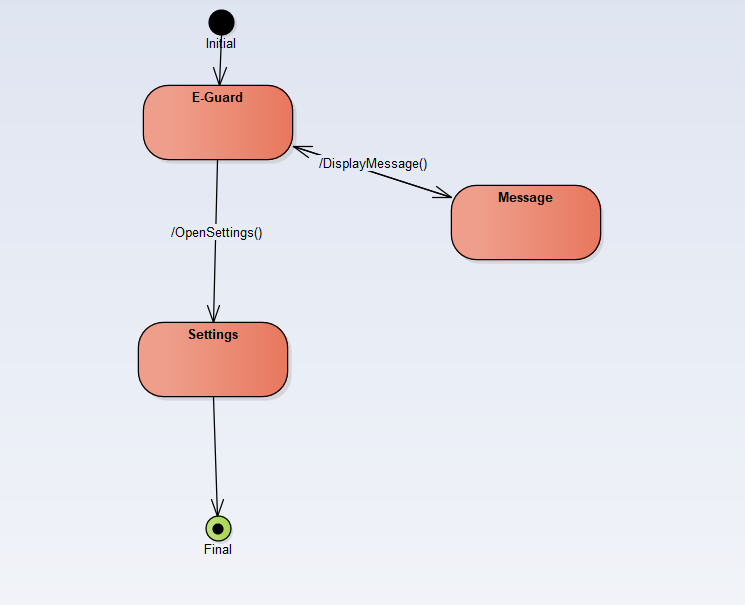 Initial
E-Guard
/DisplayMessage()
Message
/OpenSettings()
Settings
Final